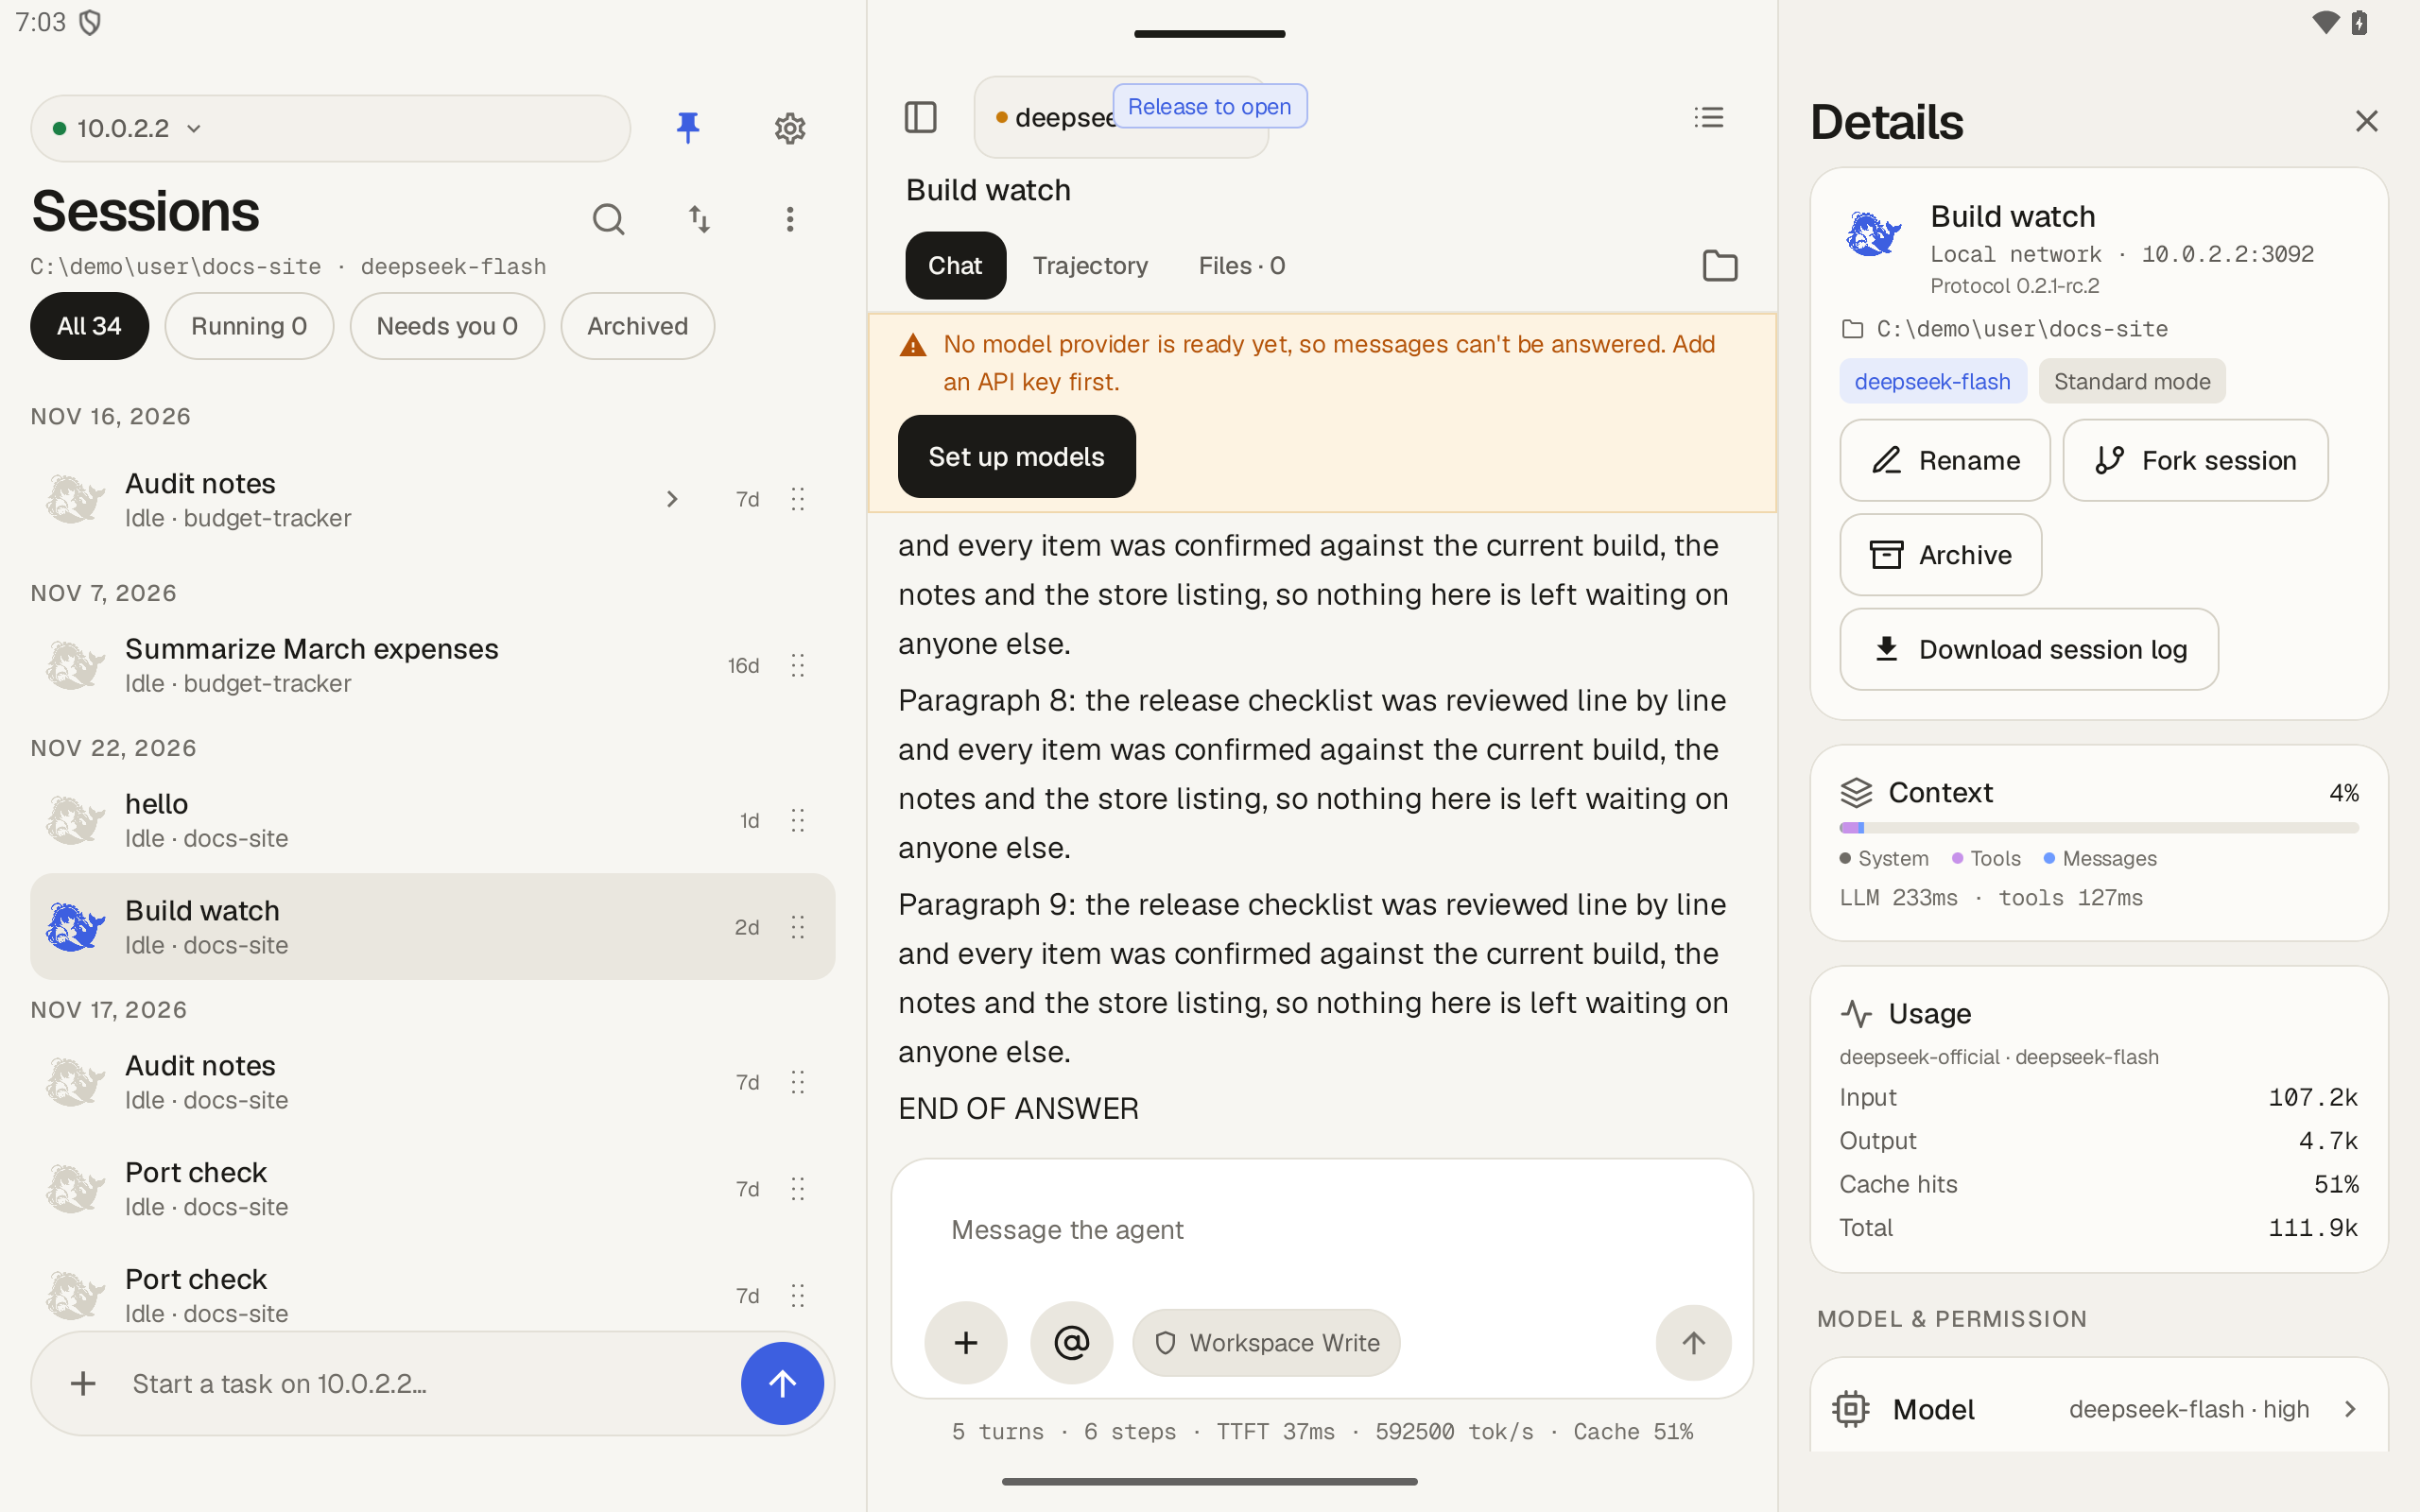 7:03
10.0.2.2
Sessions
C:\demo\user\docs-site · deepseek-flash
All 34
Running 0
Needs you 0
Archived
NOV 16, 2026
Audit notes
7d
Idle · budget-tracker
NOV 7, 2026
Summarize March expenses
16d
Idle · budget-tracker
NOV 22, 2026
hello
1d
Idle · docs-site
Build watch
2d
Idle · docs-site
NOV 17, 2026
Audit notes
7d
Idle · docs-site
Port check
7d
Idle · docs-site
Port check
7d
Idle · docs-site
Start a task on 10.0.2.2…
Release to open
Build watch
Chat
Trajectory
Files · 0
No model provider is ready yet, so messages can't be answered. Add
an API key first.
Set up models
and every item was confirmed against the current build, the
notes and the store listing, so nothing here is left waiting on
anyone else.
Paragraph 8: the release checklist was reviewed line by line
and every item was confirmed against the current build, the
notes and the store listing, so nothing here is left waiting on
anyone else.
Paragraph 9: the release checklist was reviewed line by line
and every item was confirmed against the current build, the
notes and the store listing, so nothing here is left waiting on
anyone else.
END OF ANSWER
Message the agent
@
Workspace Write
5 turns · 6 steps · TTFT 37ms · 592500 tok/s · Cache 51%
Details
Build watch
Local network · 10.0.2.2:3092
Protocol 0.2.1-rc.2
C:\demo\user\docs-site
deepseek-flash
Standard mode
Rename
Fork session
Archive
Download session log
Context
4%
System
Tools
Messages
LLM 233ms · tools 127ms
Usage
deepseek-official · deepseek-flash
Input
107.2k
Output
4.7k
Cache hits
51%
Total
111.9k
MODEL & PERMISSION
Model
deepseek-flash · high